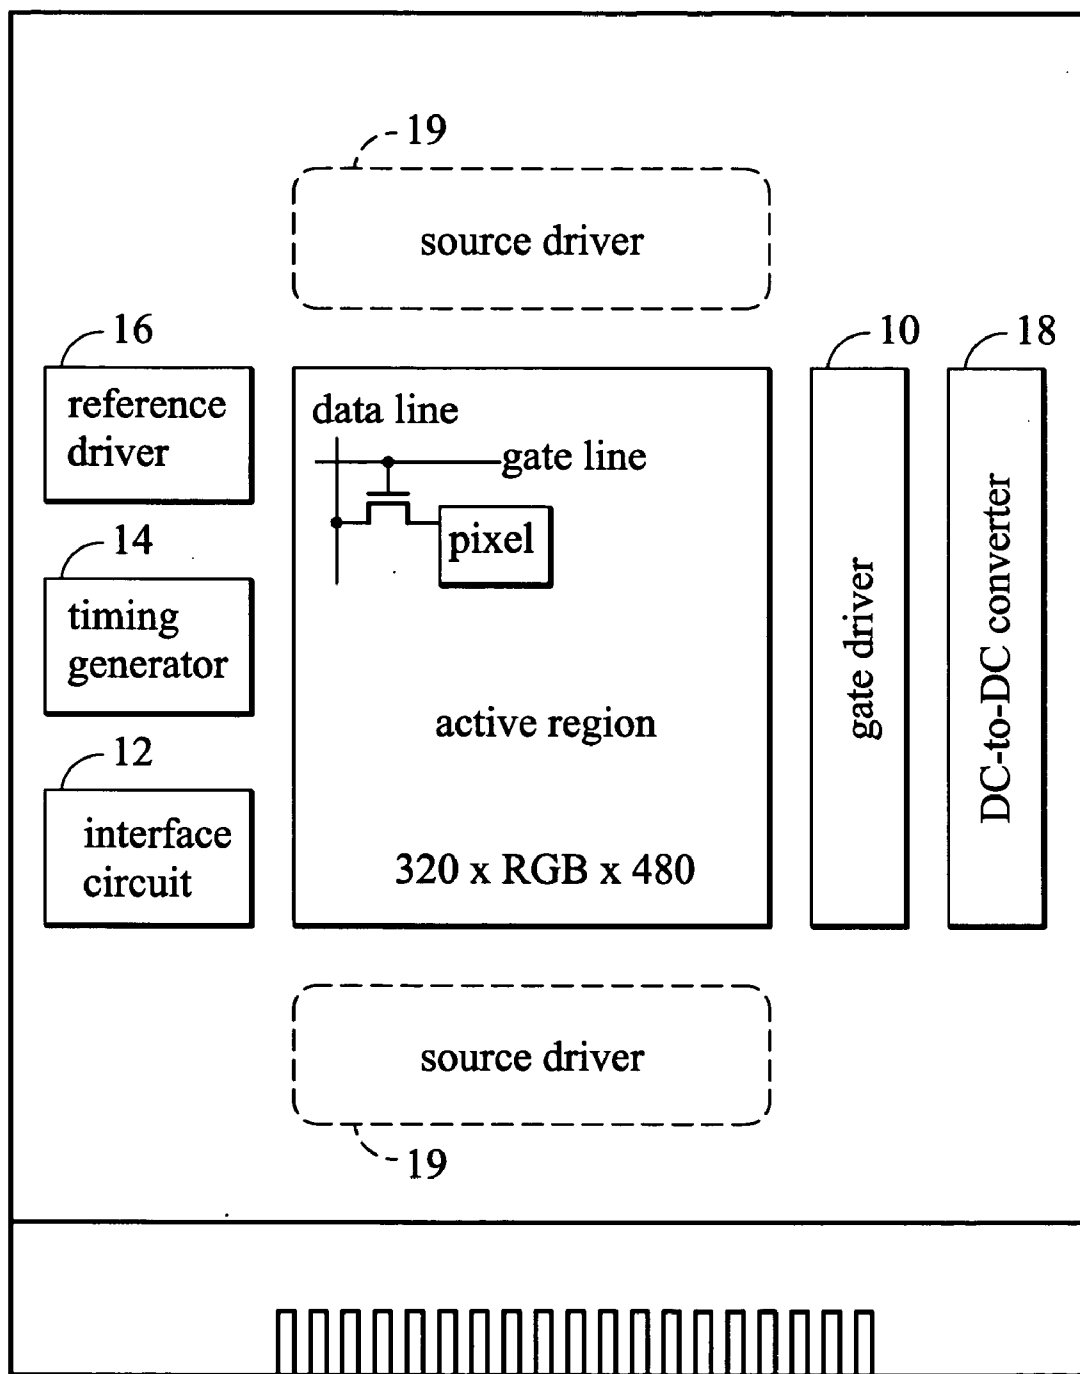 19
source driver
16
reference
driver
14
timing
generator
12
interface
circuit
data line
gate line
pixel
active region
320 x RGB x 480
10
gate driver
18
DC-to-DC converter
source driver
19